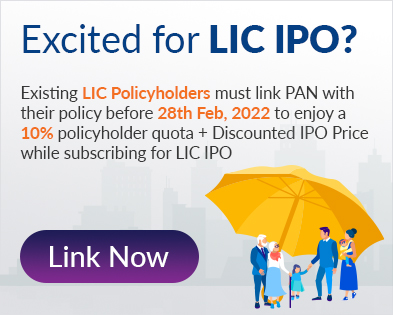 Excited for LIC IPO?
Existing LIC Policyholders must link PAN with
their policy before 28th Feb, 2022 to enjoy a
10% policyholder quota + Discounted IPO Price
while subscribing for LIC IPO
Link Now